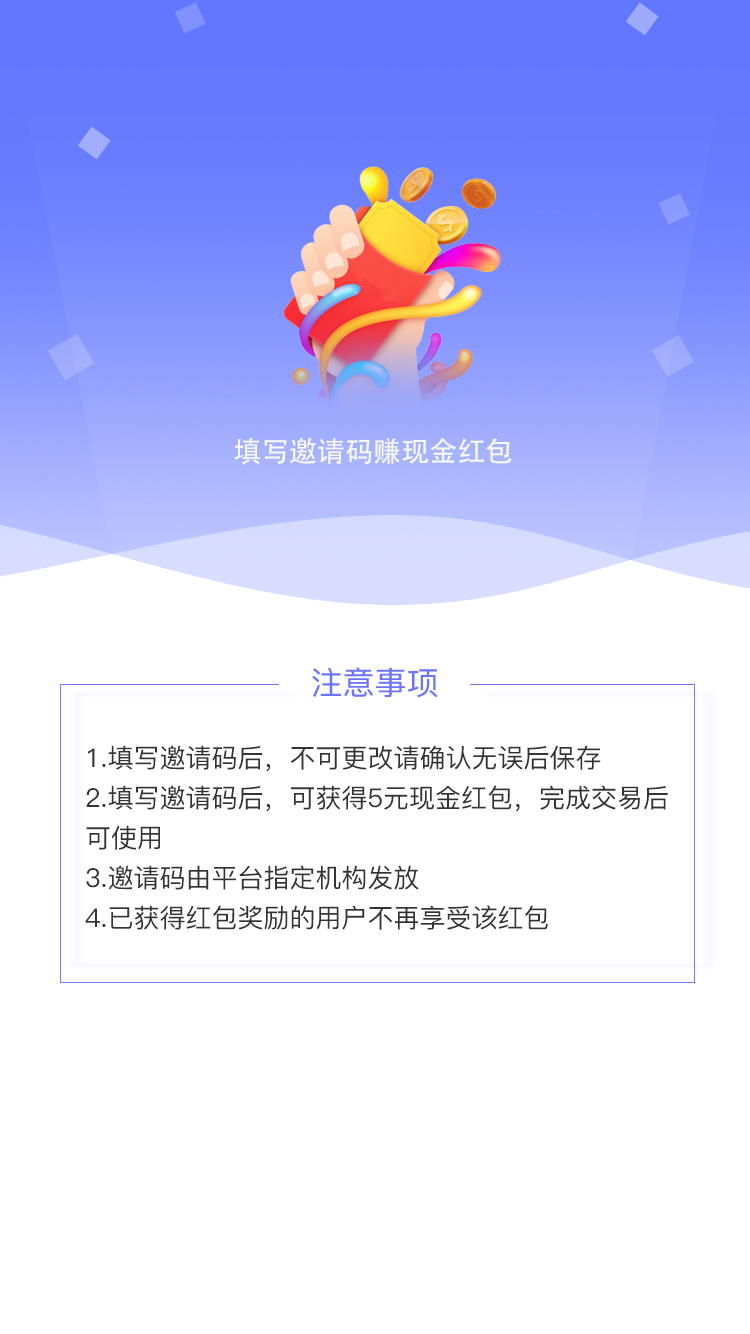 填写邀请码赚现金红包
注意事项
1.填写邀请码后，不可更改请确认无误后保存
2.填写邀请码后，可获得5元现金红包，完成交易后
可使用
3.邀请码由平台指定机构发放
4.已获得红包奖励的用户不再享受该红包